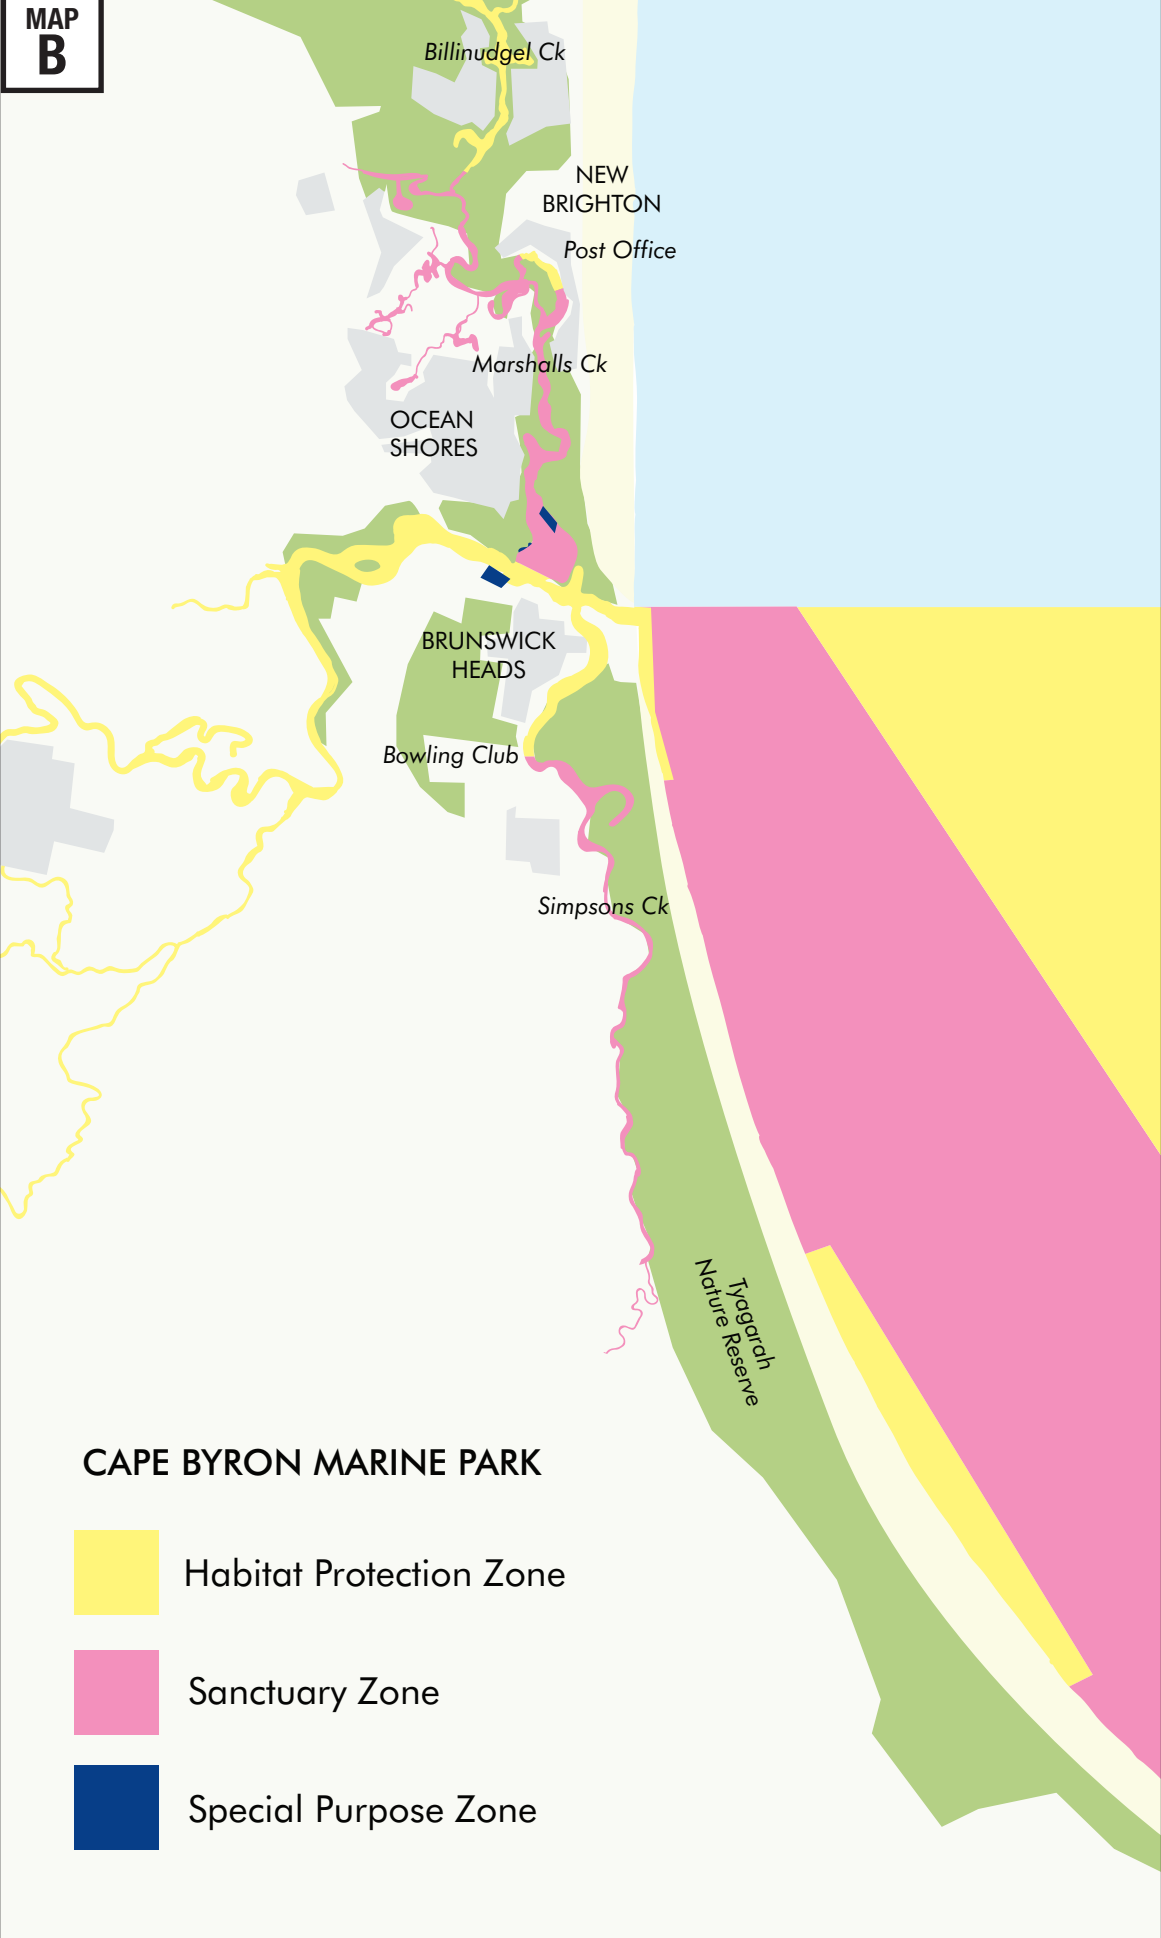 MAP
B
Billinudgel Ck
NEW
BRIGHTON
Post Office
Marshalls Ck
OCEAN
SHORES
BRUNSWICK
HEADS
Bowling Club
Simpsons Ck
Tyagarah
Nature Reserve
CAPE BYRON MARINE PARK
Habitat Protection Zone
Sanctuary Zone
Special Purpose Zone